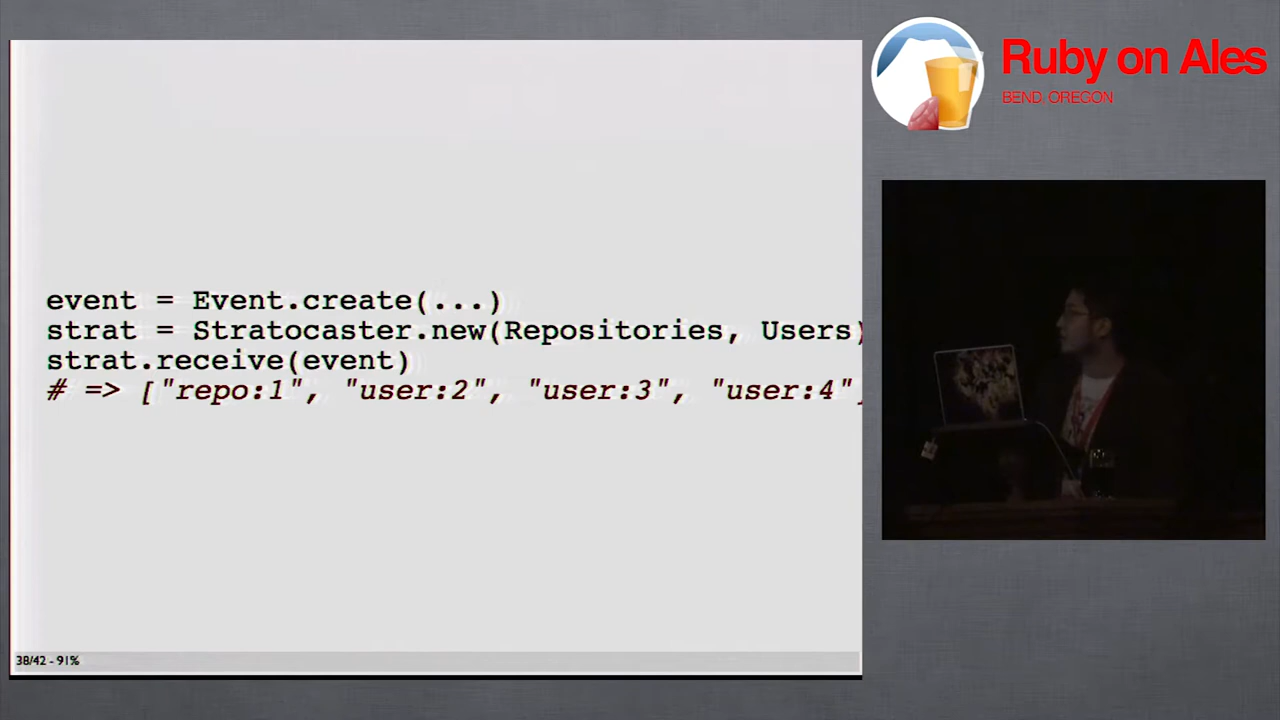 Ruby on Ales
BEND, OREGON
event = Event.create(...)
strat = Stratocaster.new(Repositories, Users)
strat.receive(event)
# => ["repo:1", "user:2", "user:3", "user:4"]
38/42 - 91%